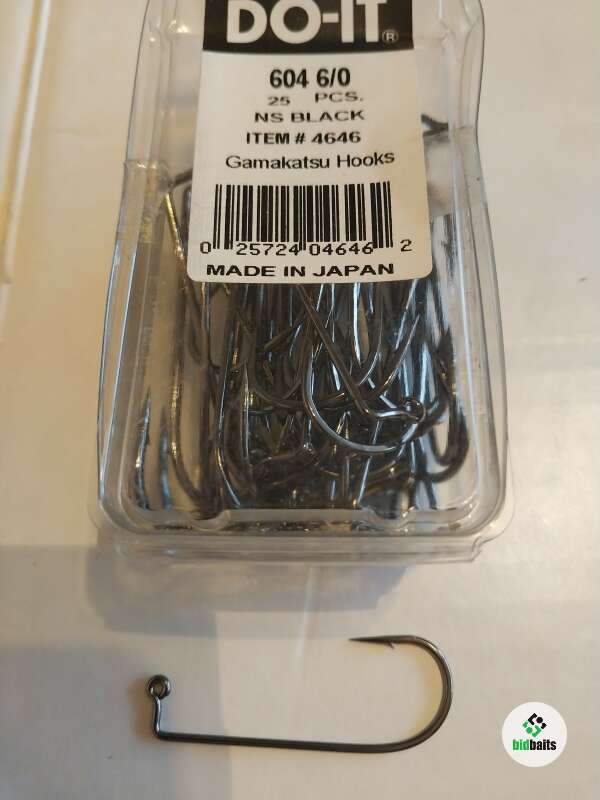 DO-IT®
604 6/0
25 PCS.
NS BLACK
ITEM # 4646
Gamakatsu Hooks
0 25724 04646 2
MADE IN JAPAN
bidbaits